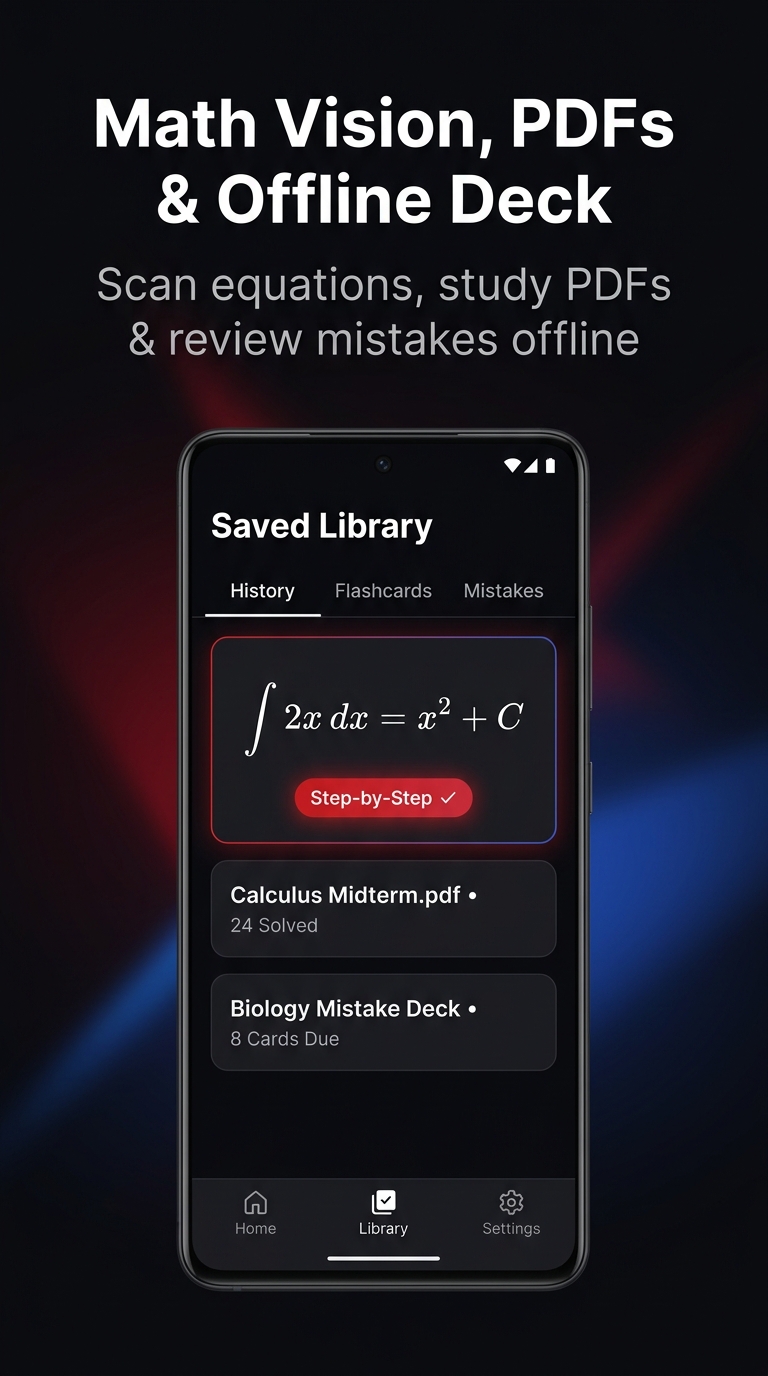 Math Vision, PDFs
& Offline Deck
Scan equations, study PDFs
& review mistakes offline
Saved Library
History Flashcards Mistakes
∫ 2x dx = x² + C
Step-by-Step ✓
Calculus Midterm.pdf •
24 Solved
Biology Mistake Deck •
8 Cards Due
Home Library Settings